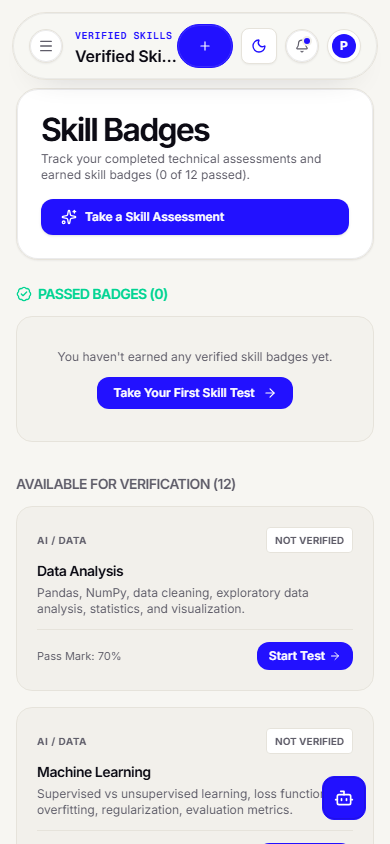 VERIFIED SKILLS
Verified Ski...
P
Skill Badges
Track your completed technical assessments and
earned skill badges (0 of 12 passed).
Take a Skill Assessment
PASSED BADGES (0)
You haven't earned any verified skill badges yet.
Take Your First Skill Test
AVAILABLE FOR VERIFICATION (12)
AI / DATA
NOT VERIFIED
Data Analysis
Pandas, NumPy, data cleaning, exploratory data
analysis, statistics, and visualization.
Pass Mark: 70%
Start Test
AI / DATA
NOT VERIFIED
Machine Learning
Supervised vs unsupervised learning, loss
overfitting, regularization, evaluation metrics.